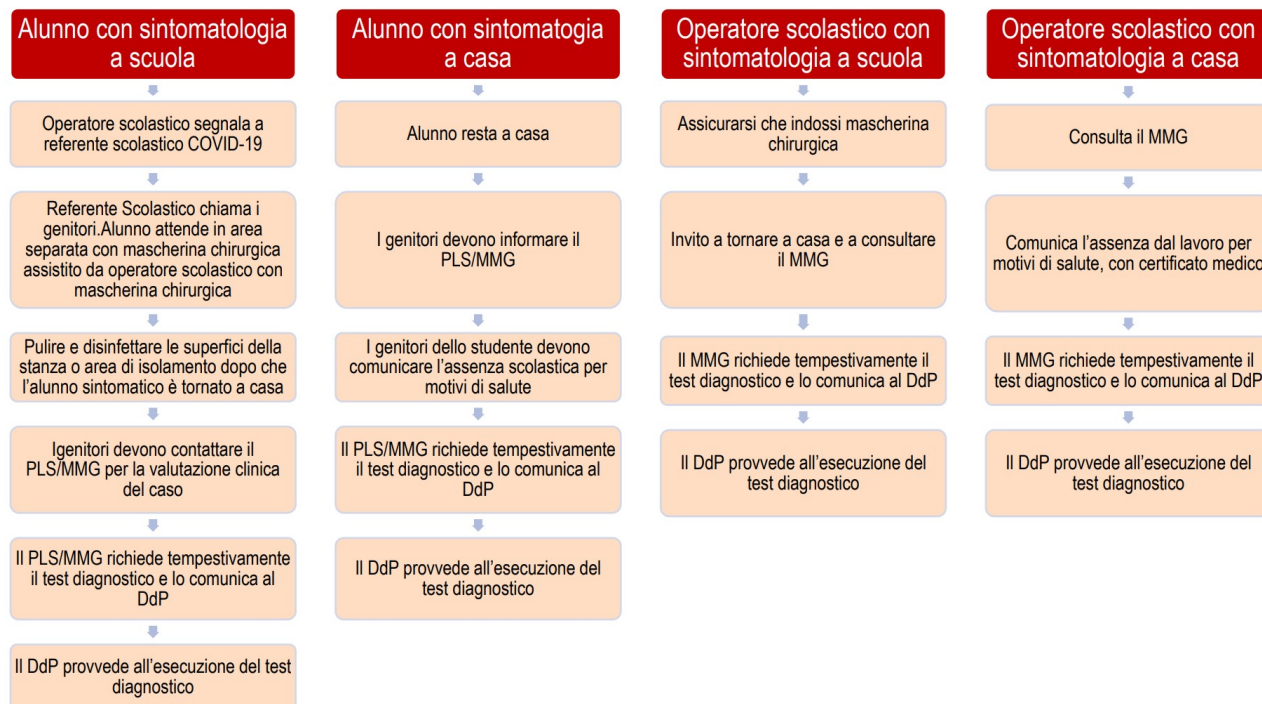 Alunno con sintomatologia
a scuola
Operatore scolastico segnala a
referente scolastico COVID-19
Referente Scolastico chiama i
genitori.Alunno attende in area
separata con mascherina chirurgica
assistito da operatore scolastico con
mascherina chirurgica
Pulire e disinfettare le superfici della
stanza o area di isolamento dopo che
l'alunno sintomatico è tornato a casa
Igenitori devono contattare il
PLS/MMG per la valutazione clinica
del caso
Il PLS/MMG richiede tempestivamente
il test diagnostico e lo comunica al
DdP
Il DdP provvede all'esecuzione del test
diagnostico
Alunno con sintomatogia
a casa
Alunno resta a casa
I genitori devono informare il
PLS/MMG
I genitori dello studente devono
comunicare l'assenza scolastica per
motivi di salute
Il PLS/MMG richiede tempestivamente
il test diagnostico e lo comunica al
DdP
Il DdP provvede all'esecuzione del
test diagnostico
Operatore scolastico con
sintomatologia a scuola
Assicurarsi che indossi mascherina
chirurgica
Invito a tornare a casa e a consultare
il MMG
Il MMG richiede tempestivamente il
test diagnostico e lo comunica al DdP
Il DdP provvede all'esecuzione del
test diagnostico
Operatore scolastico con
sintomatologia a casa
Consulta il MMG
Comunica l'assenza dal lavoro per
motivi di salute, con certificato medico
Il MMG richiede tempestivamente il
test diagnostico e lo comunica al DdP
Il DdP provvede all'esecuzione del
test diagnostico